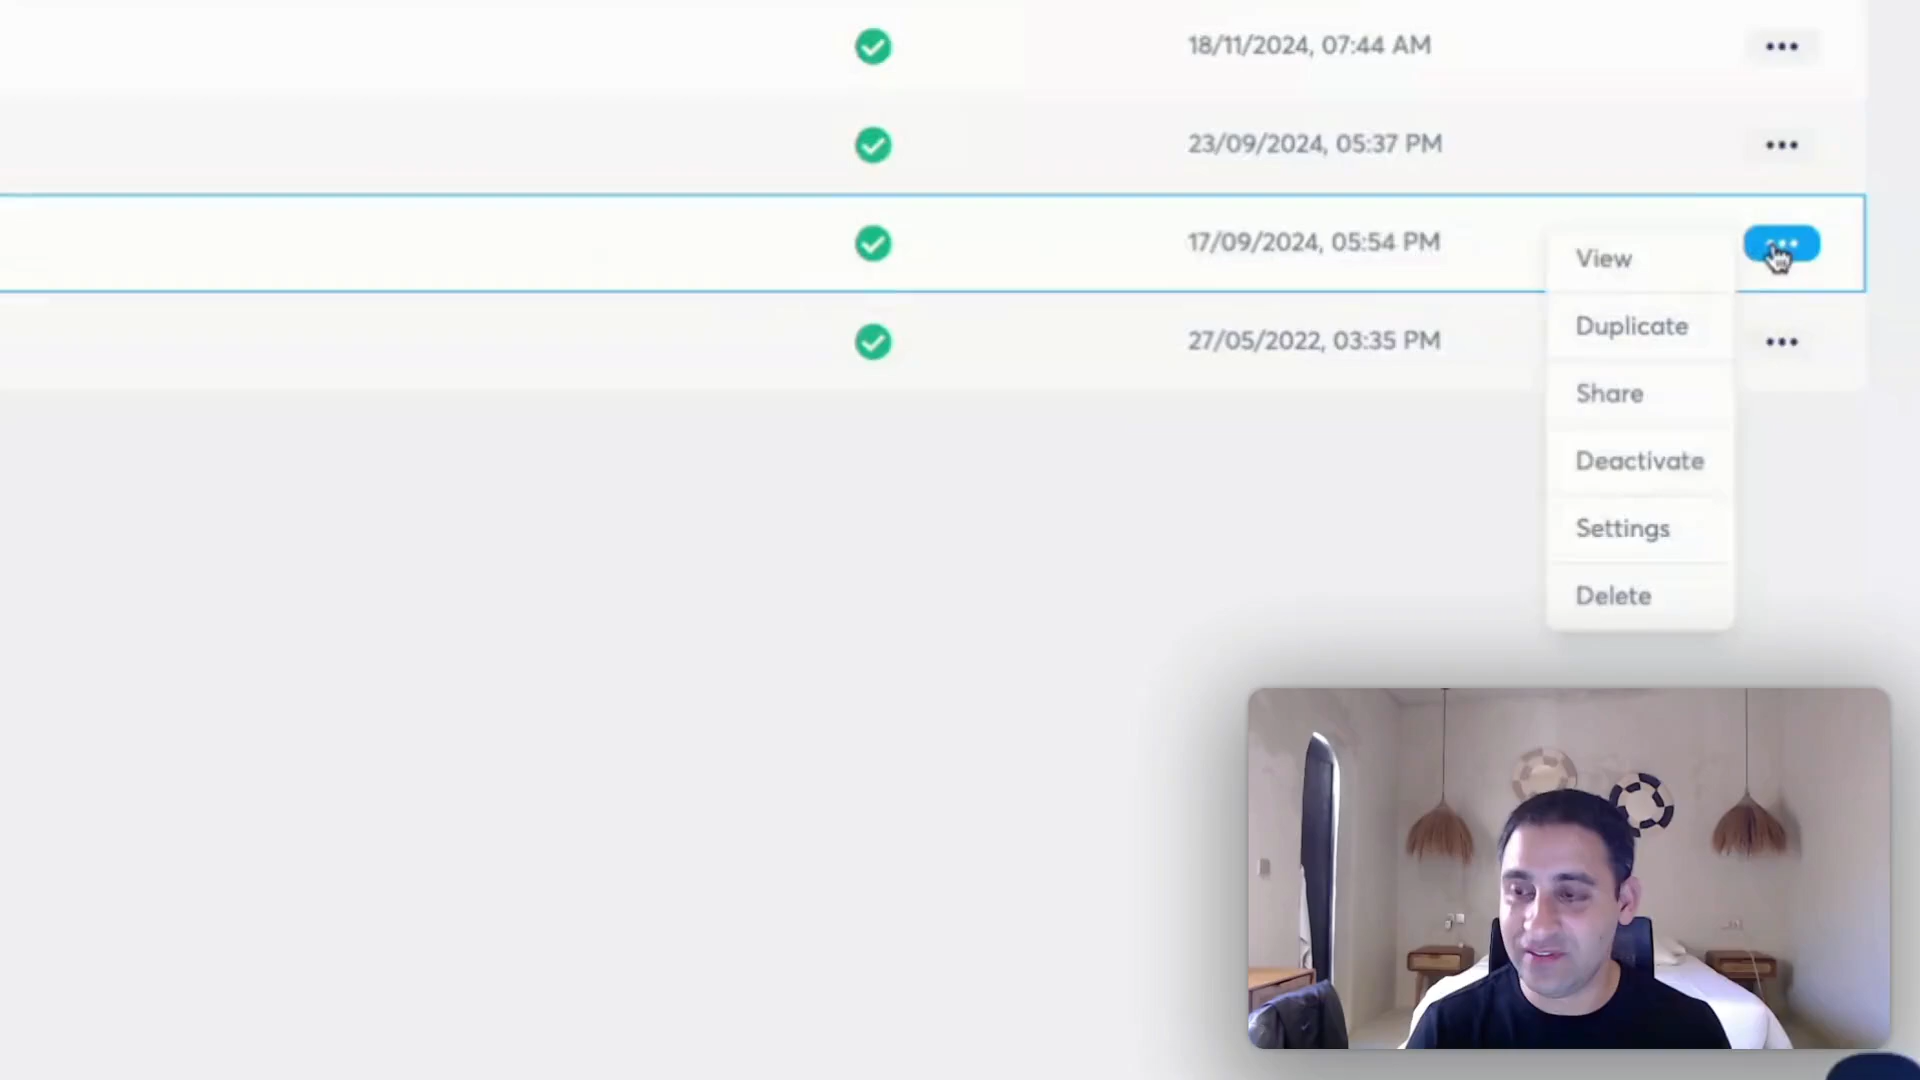 18/11/2024, 07:44 AM
23/09/2024, 05:37 PM
17/09/2024, 05:54 PM
27/05/2022, 03:35 PM
View
Duplicate
Share
Deactivate
Settings
Delete